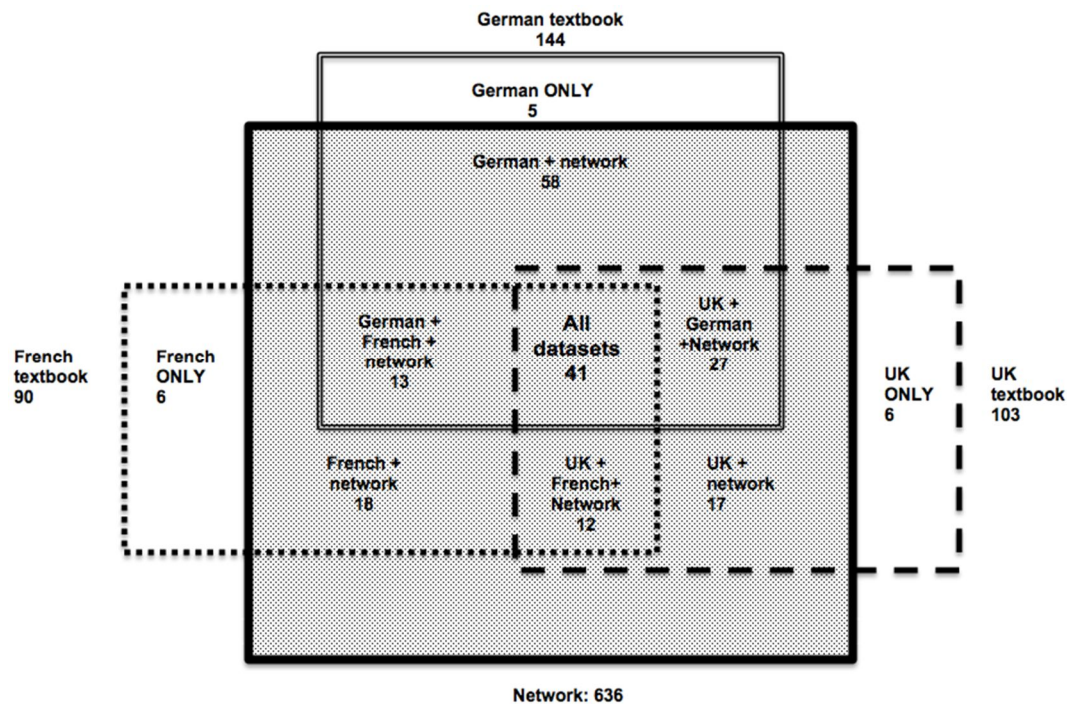 German textbook
144
German ONLY
5
German + network
58
German +
French +
network
13
All
datasets
41
UK +
German
+Network
27
French
textbook
90
French
ONLY
6
UK
ONLY
6
UK
textbook
103
French +
network
18
UK +
French+
Network
12
UK +
network
17
Network: 636